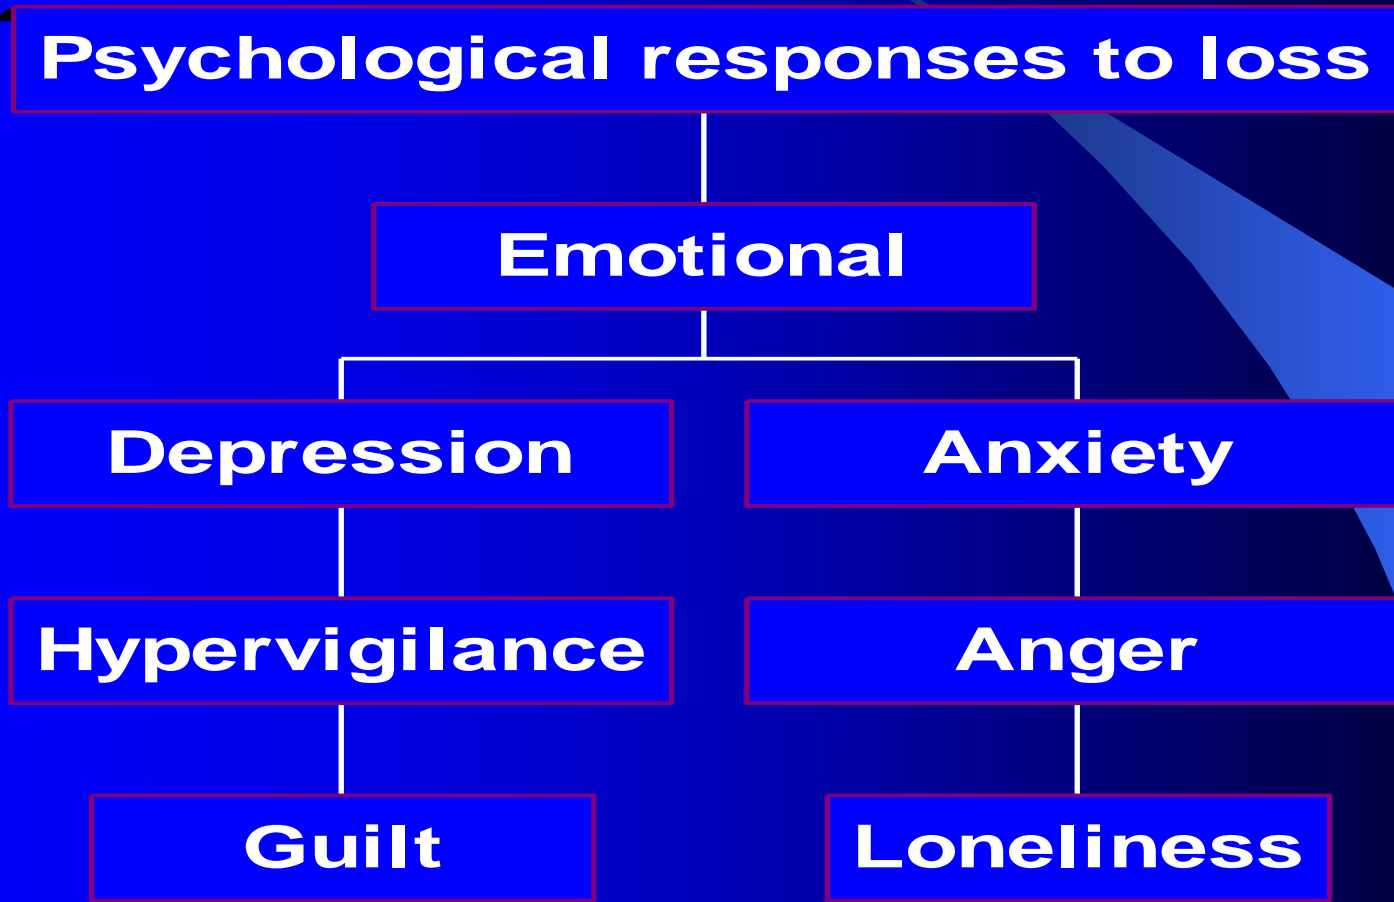 Psychological responses to loss
Emotional
Depression
Anxiety
Hypervigilance
Anger
Guilt
Loneliness